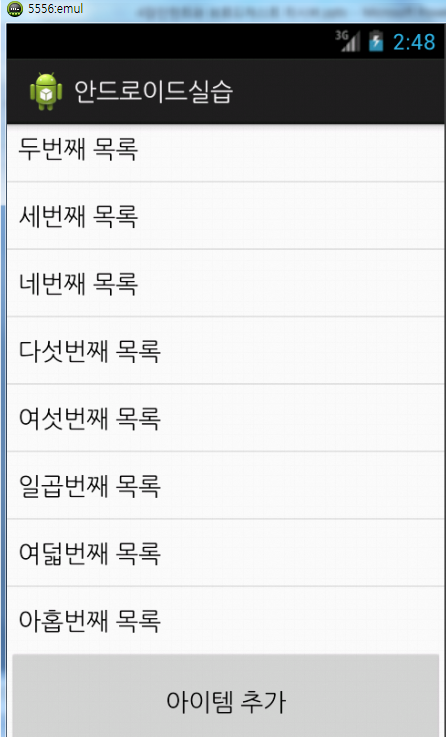 5556:emul
3G 2:48
안드로이드실습
두번째 목록
세번째 목록
네번째 목록
다섯번째 목록
여섯번째 목록
일곱번째 목록
여덟번째 목록
아홉번째 목록
아이템 추가